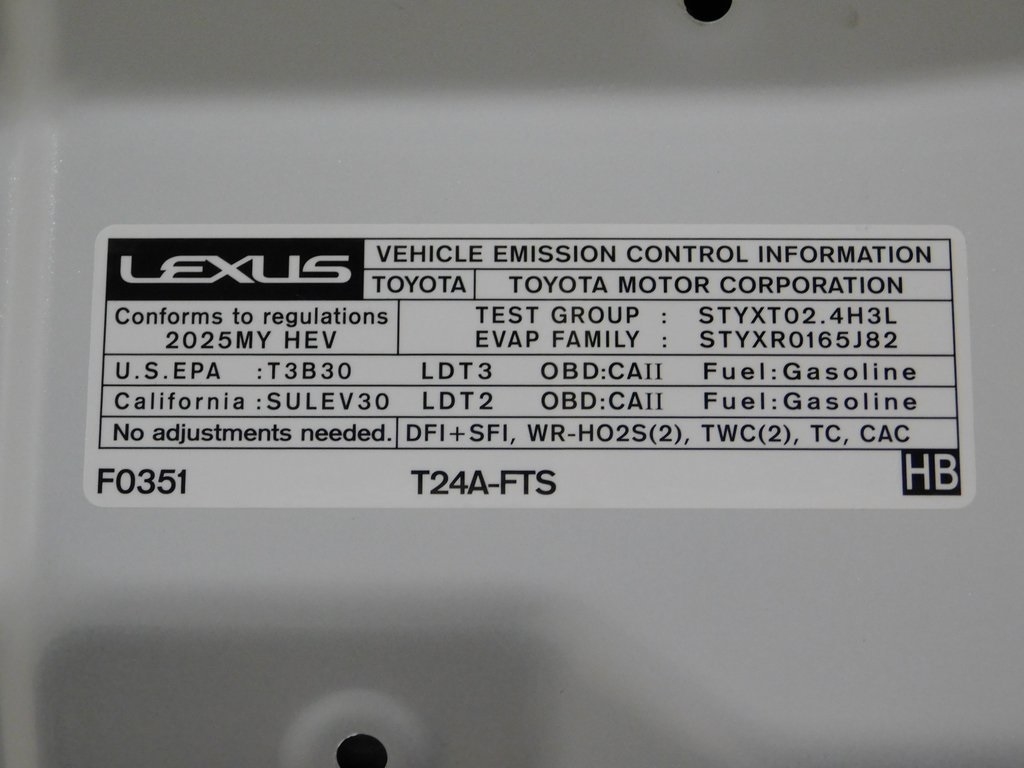 LEXUS VEHICLE EMISSION CONTROL INFORMATION
TOYOTA TOYOTA MOTOR CORPORATION
Conforms to regulations TEST GROUP : STYXT02.4H3L
2025MY HEV EVAP FAMILY : STYXR0165J82
U.S.EPA :T3B30 LDT3 OBD:CAII Fuel:Gasoline
California :SULEV30 LDT2 OBD:CAII Fuel:Gasoline
No adjustments needed. DFI+SFI, WR-HO2S(2), TWC(2), TC, CAC
F0351 T24A-FTS HB